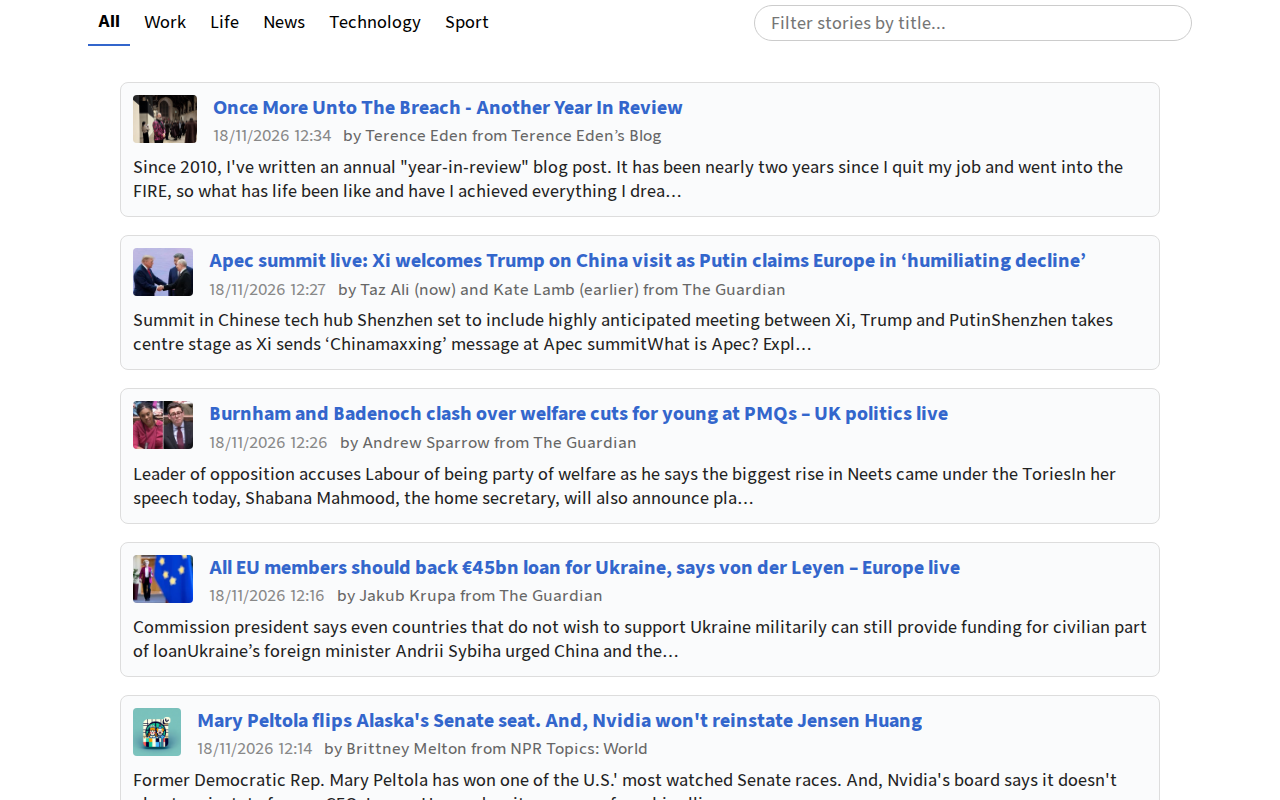 All Work Life News Technology Sport Filter stories by title...
Once More Unto The Breach - Another Year In Review
18/11/2026 12:34 by Terence Eden from Terence Eden’s Blog
Since 2010, I've written an annual "year-in-review" blog post. It has been nearly two years since I quit my job and went into the
FIRE, so what has life been like and have I achieved everything I drea…
Apec summit live: Xi welcomes Trump on China visit as Putin claims Europe in ‘humiliating decline’
18/11/2026 12:27 by Taz Ali (now) and Kate Lamb (earlier) from The Guardian
Summit in Chinese tech hub Shenzhen set to include highly anticipated meeting between Xi, Trump and PutinShenzhen takes
centre stage as Xi sends ‘Chinamaxxing’ message at Apec summitWhat is Apec? Expl…
Burnham and Badenoch clash over welfare cuts for young at PMQs – UK politics live
18/11/2026 12:26 by Andrew Sparrow from The Guardian
Leader of opposition accuses Labour of being party of welfare as he says the biggest rise in Neets came under the ToriesIn her
speech today, Shabana Mahmood, the home secretary, will also announce pla…
All EU members should back €45bn loan for Ukraine, says von der Leyen – Europe live
18/11/2026 12:16 by Jakub Krupa from The Guardian
Commission president says even countries that do not wish to support Ukraine militarily can still provide funding for civilian part
of loanUkraine’s foreign minister Andrii Sybiha urged China and the…
Mary Peltola flips Alaska's Senate seat. And, Nvidia won't reinstate Jensen Huang
18/11/2026 12:14 by Brittney Melton from NPR Topics: World
Former Democratic Rep. Mary Peltola has won one of the U.S.' most watched Senate races. And, Nvidia's board says it doesn't